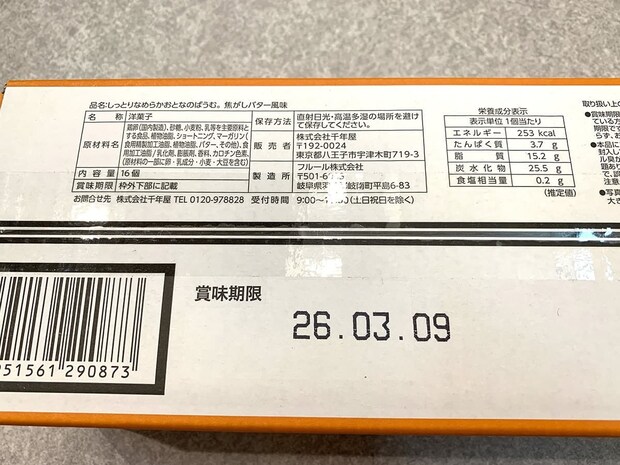 品名:しっとりなめらかおとなのばうむ。焦がしバター風味
名 称 洋菓子
原材料名 鶏卵(国内製造)、砂糖、小麦粉、乳等を主要原料とする食品、植物油脂、ショートニング、マーガリン(食用精製加工油脂、植物油脂、バター、その他)、食用加工油脂/乳化剤、膨脹剤、香料、カロチン色素、(原材料の一部に卵・乳成分・小麦・大豆を含む)
内 容 量 16個
賞味期限 枠外下部に記載
保存方法 直射日光・高温多湿の場所を避けて保存してください。
販 売 者 株式会社千年屋
〒192-0024
東京都八王子市宇津木町719-3
製 造 所 フルール株式会社
〒501-6
岐阜県 岐南町平島6-83
お問合せ先 株式会社千年屋 TEL 0120-978828 受付時間 9:00~ (土日祝日を除く)
栄養成分表示
表示単位 1個当たり
エネルギー 253 kcal
たんぱく質 3.7 g
脂 質 15.2 g
炭 水 化 物 25.5 g
食塩相当量 0.2 g
(推定値)
取り扱い上の
賞味期限
26.03.09
951561 290873